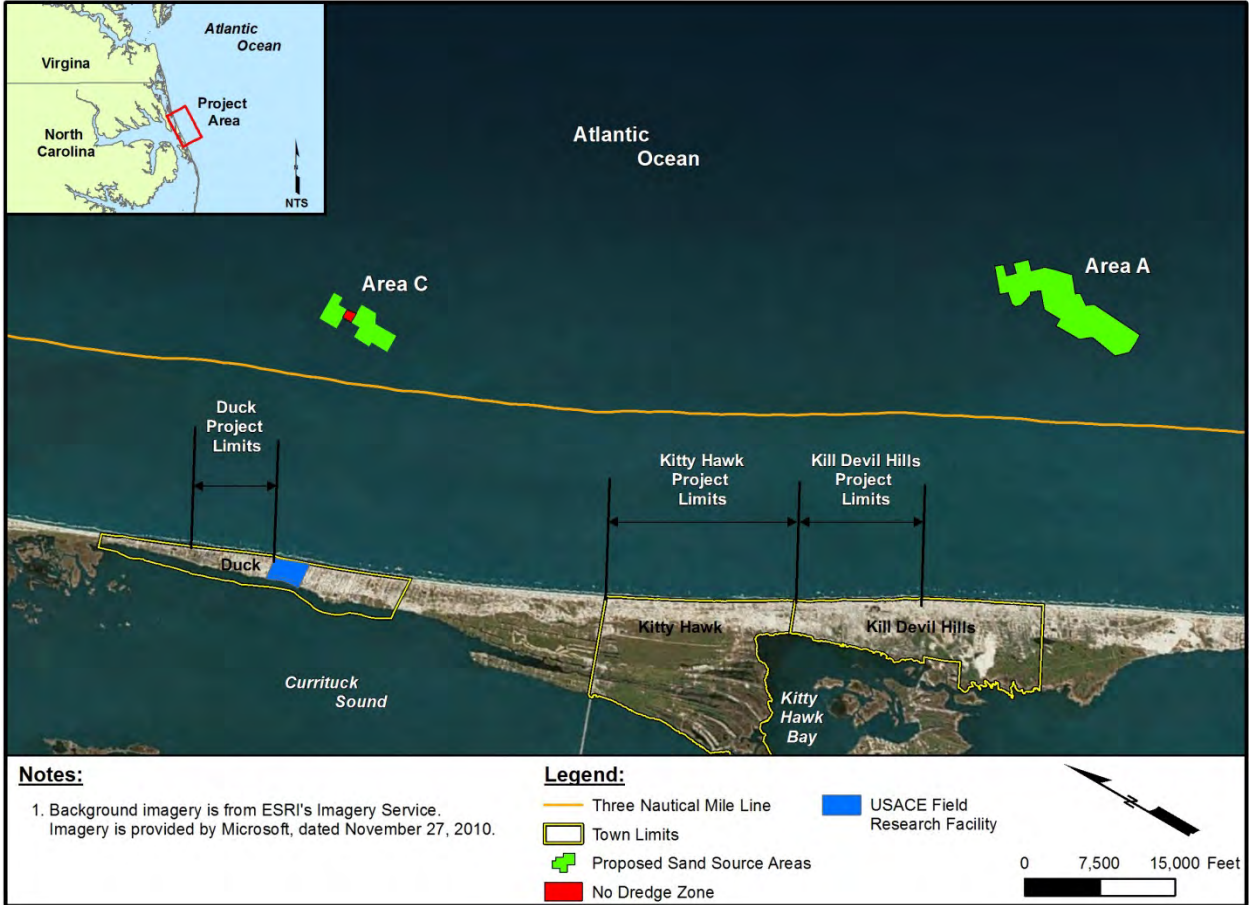 Atlantic
Ocean
Virgina
Project
Area
North
Carolina
N
NTS
Atlantic
Ocean
Area C
Area A
Duck
Project
Limits
Kitty Hawk
Project
Limits
Kill Devil Hills
Project
Limits
Duck
Kitty Hawk
Kill Devil Hills
Currituck
Sound
Kitty
Hawk
Bay
Notes:
1. Background imagery is from ESRI's Imagery Service.
Imagery is provided by Microsoft, dated November 27, 2010.
Legend:
Three Nautical Mile Line
Town Limits
Proposed Sand Source Areas
No Dredge Zone
USACE Field
Research Facility
N
0 7,500 15,000 Feet